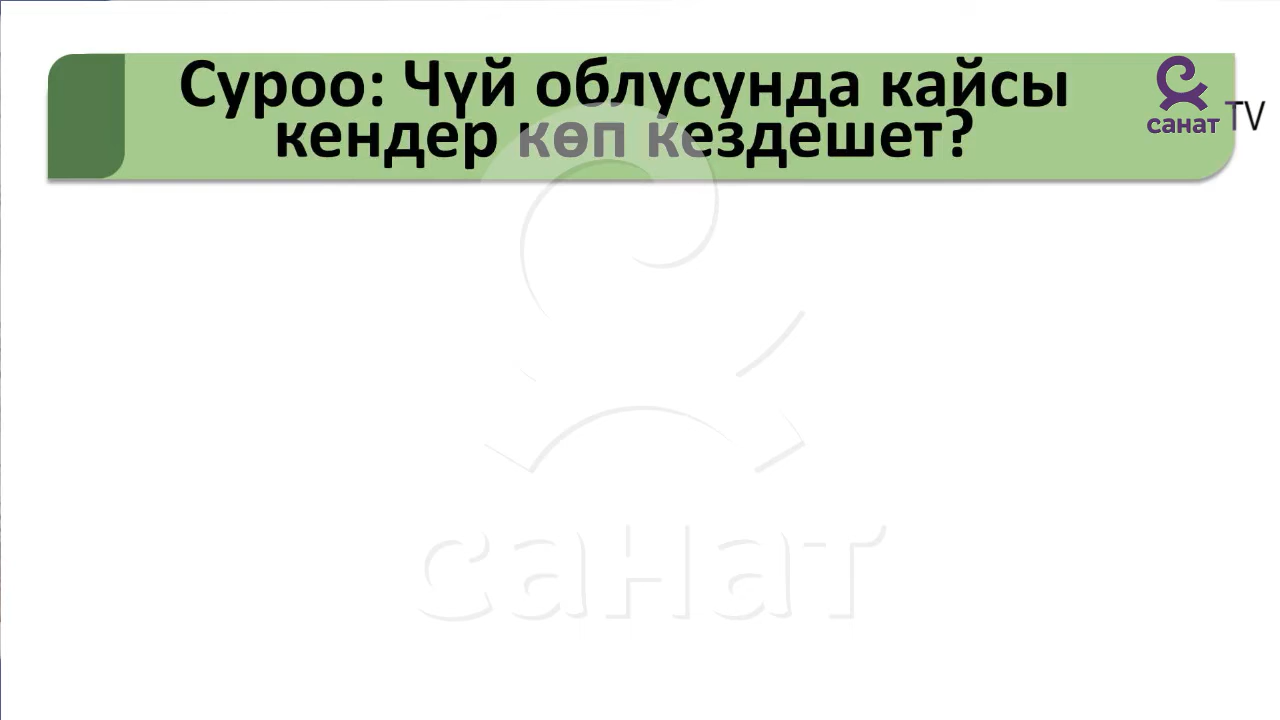 Суроо: Чүй облусунда кайсы
кендер көп кездешет?
санат TV
санат